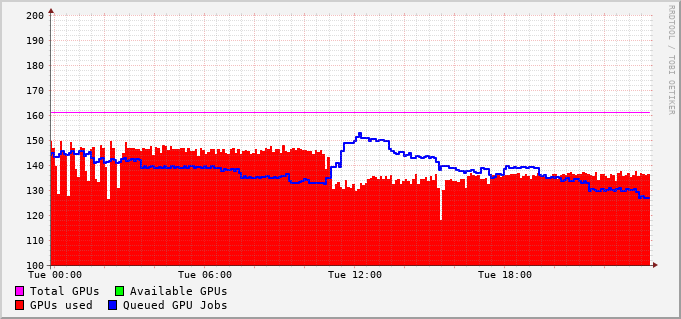 200
190
180
170
160
150
140
130
120
110
100
Tue 00:00 Tue 06:00 Tue 12:00 Tue 18:00
Total GPUs Available GPUs
GPUs used Queued GPU Jobs
RRDTOOL / TOBI OETIKER